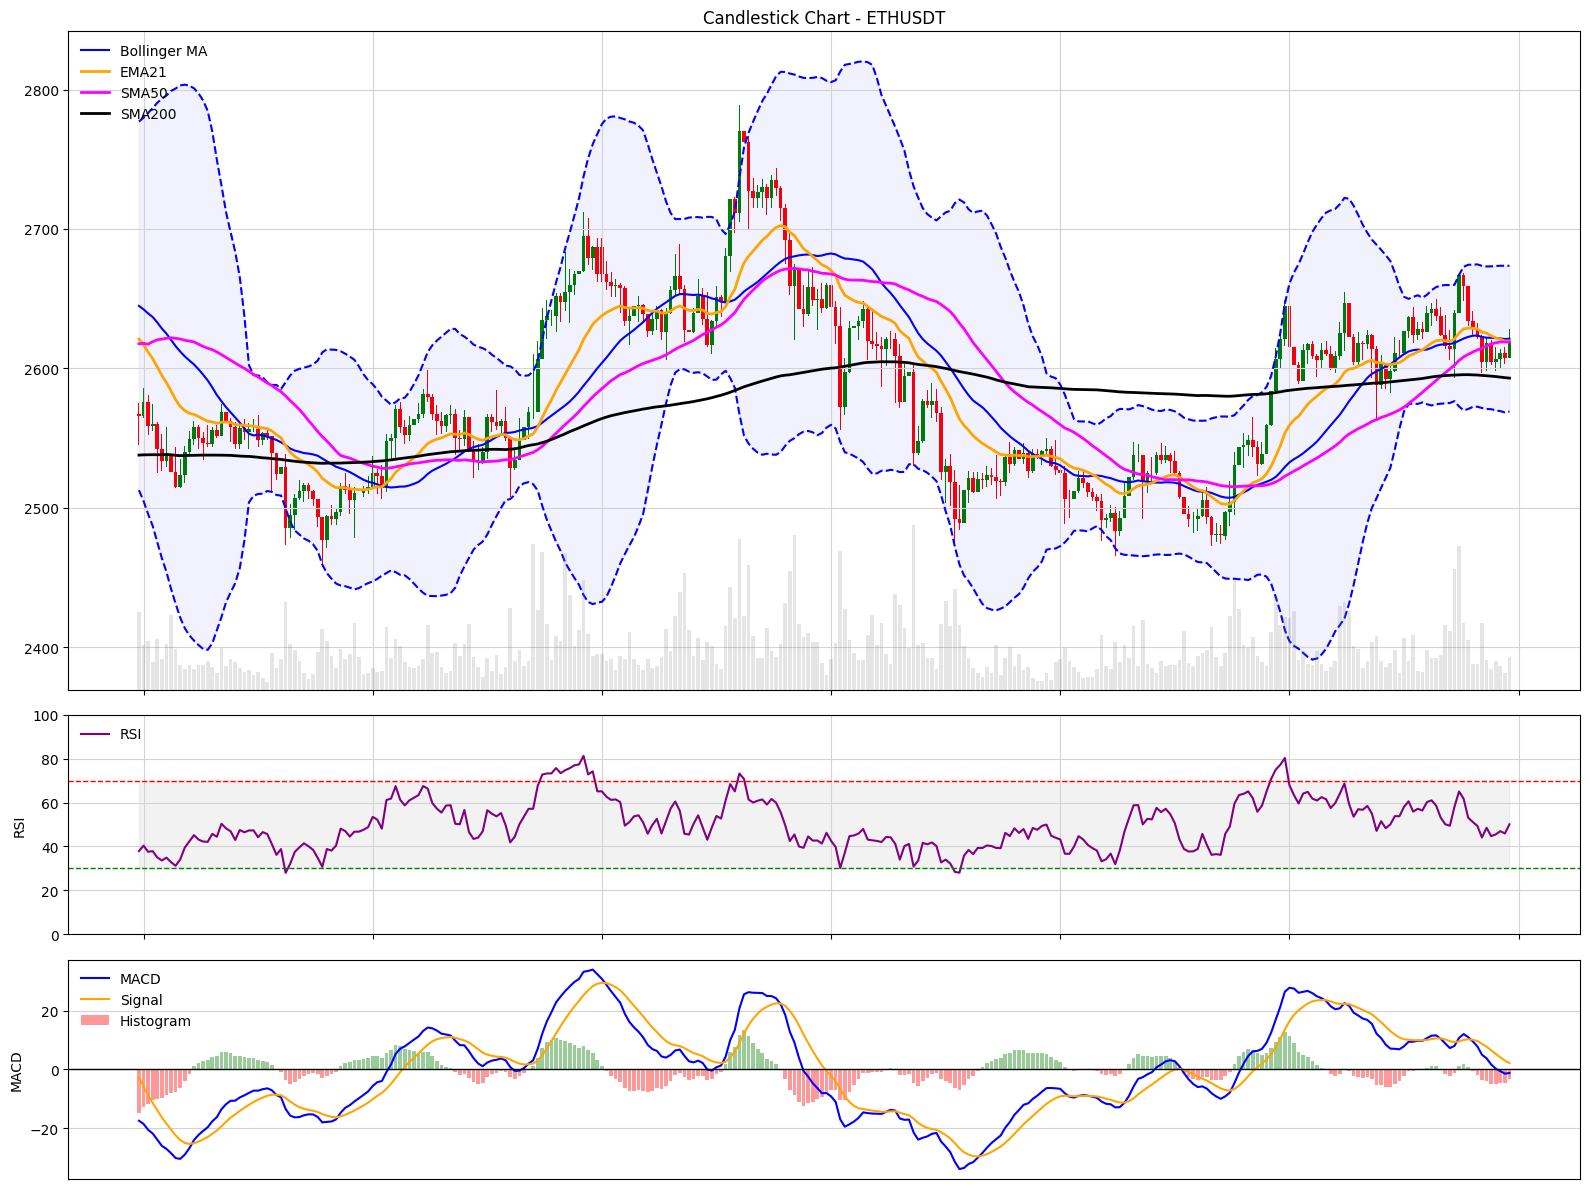 Candlestick Chart - ETHUSDT
Bollinger MA
EMA21
SMA50
SMA200
2800
2700
2600
2500
2400
RSI
100
80
60
40
20
0
RSI
MACD
Signal
Histogram
20
0
−20
MACD